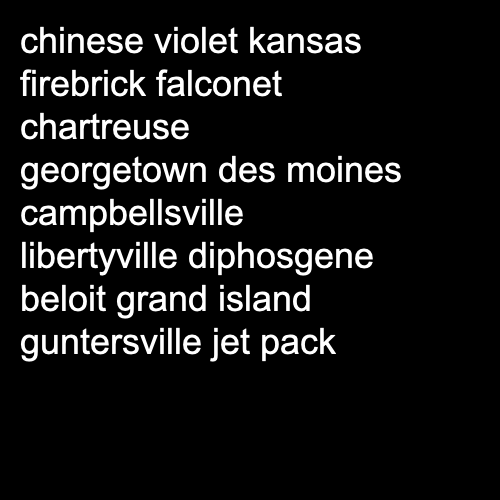 chinese violet kansas
firebrick falconet
chartreuse
georgetown des moines
campbellsville
libertyville diphosgene
beloit grand island
guntersville jet pack